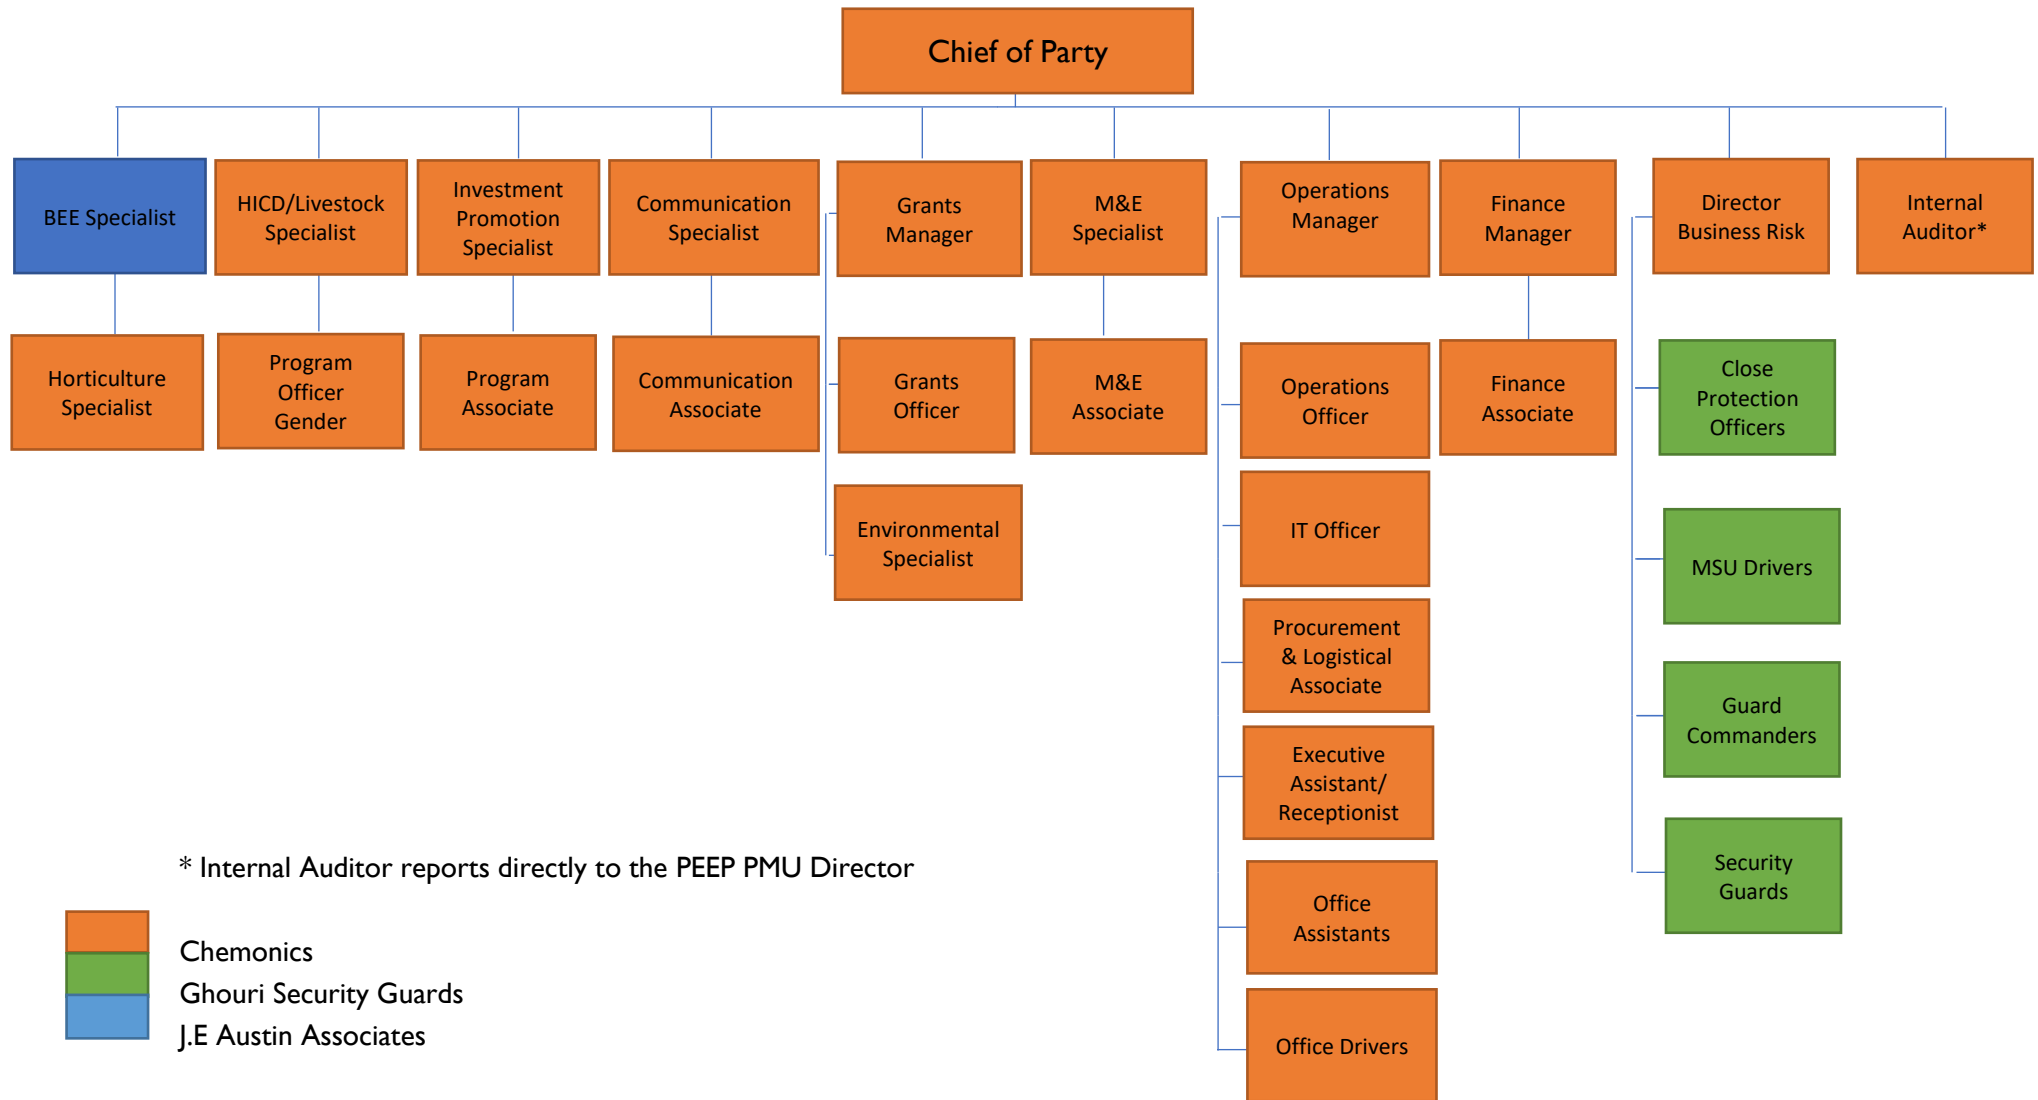 Chief of Party
BEE Specialist
HICD/Livestock
Specialist
Investment
Promotion
Specialist
Communication
Specialist
Grants
Manager
M&E
Specialist
Operations
Manager
Finance
Manager
Director
Business Risk
Internal
Auditor*
Horticulture
Specialist
Program
Officer
Gender
Program
Associate
Communication
Associate
Grants
Officer
M&E
Associate
Operations
Officer
Finance
Associate
Close
Protection
Officers
Environmental
Specialist
IT Officer
MSU Drivers
Procurement
& Logistical
Associate
Guard
Commanders
Executive
Assistant/
Receptionist
Security
Guards
Office
Assistants
Office Drivers
* Internal Auditor reports directly to the PEEP PMU Director
Chemonics
Ghouri Security Guards
J.E Austin Associates